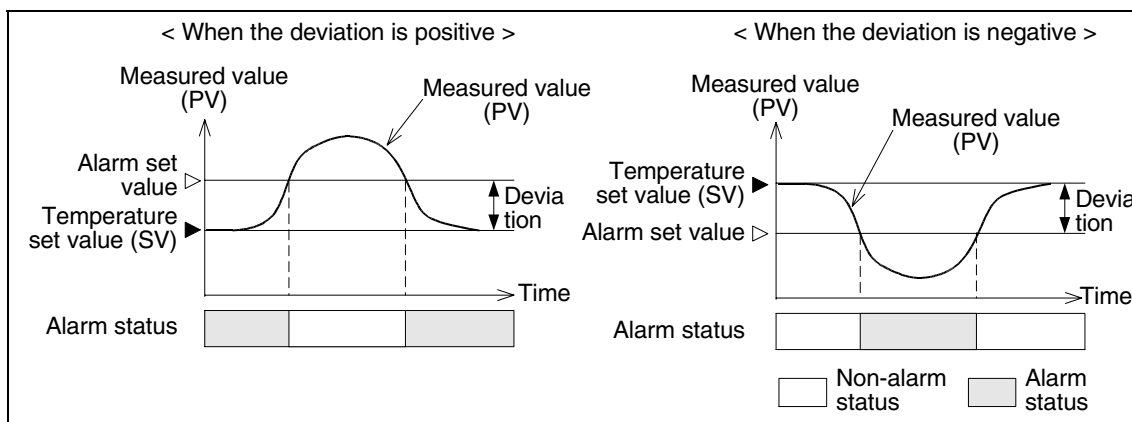 < When the deviation is positive >
Measured value
(PV)
Measured value
(PV)
Alarm set
value
Temperature
set value (SV)
Devia
tion
Time
Alarm status
< When the deviation is negative >
Measured value
(PV)
Measured value
(PV)
Temperature
set value (SV)
Alarm set value
Devia
tion
Time
Alarm status
Non-alarm
status
Alarm
status